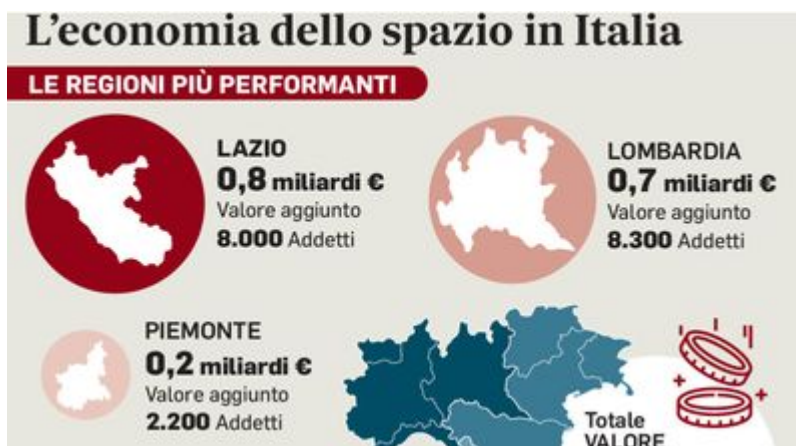 L'economia dello spazio in Italia
LE REGIONI PIÙ PERFORMANTI
LAZIO
0,8 miliardi €
Valore aggiunto
8.000 Addetti
LOMBARDIA
0,7 miliardi €
Valore aggiunto
8.300 Addetti
PIEMONTE
0,2 miliardi €
Valore aggiunto
2.200 Addetti
Totale
VALORE